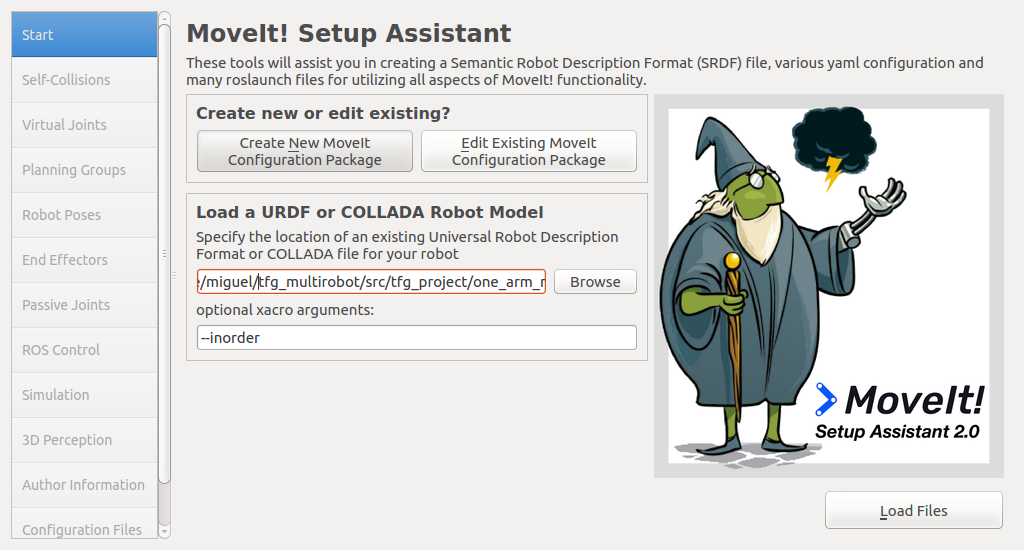 Start
Self-Collisions
Virtual Joints
Planning Groups
Robot Poses
End Effectors
Passive Joints
ROS Control
Simulation
3D Perception
Author Information
Configuration Files
MoveIt! Setup Assistant
These tools will assist you in creating a Semantic Robot Description Format (SRDF) file, various yaml configuration and
many roslaunch files for utilizing all aspects of MoveIt! functionality.
Create new or edit existing?
Create New MoveIt
Configuration Package
Edit Existing MoveIt
Configuration Package
Load a URDF or COLLADA Robot Model
Specify the location of an existing Universal Robot Description
Format or COLLADA file for your robot
/miguel/tfg_multirobot/src/tfg_project/one_arm_
Browse
optional xacro arguments:
--inorder
MoveIt!
Setup Assistant 2.0
Load Files